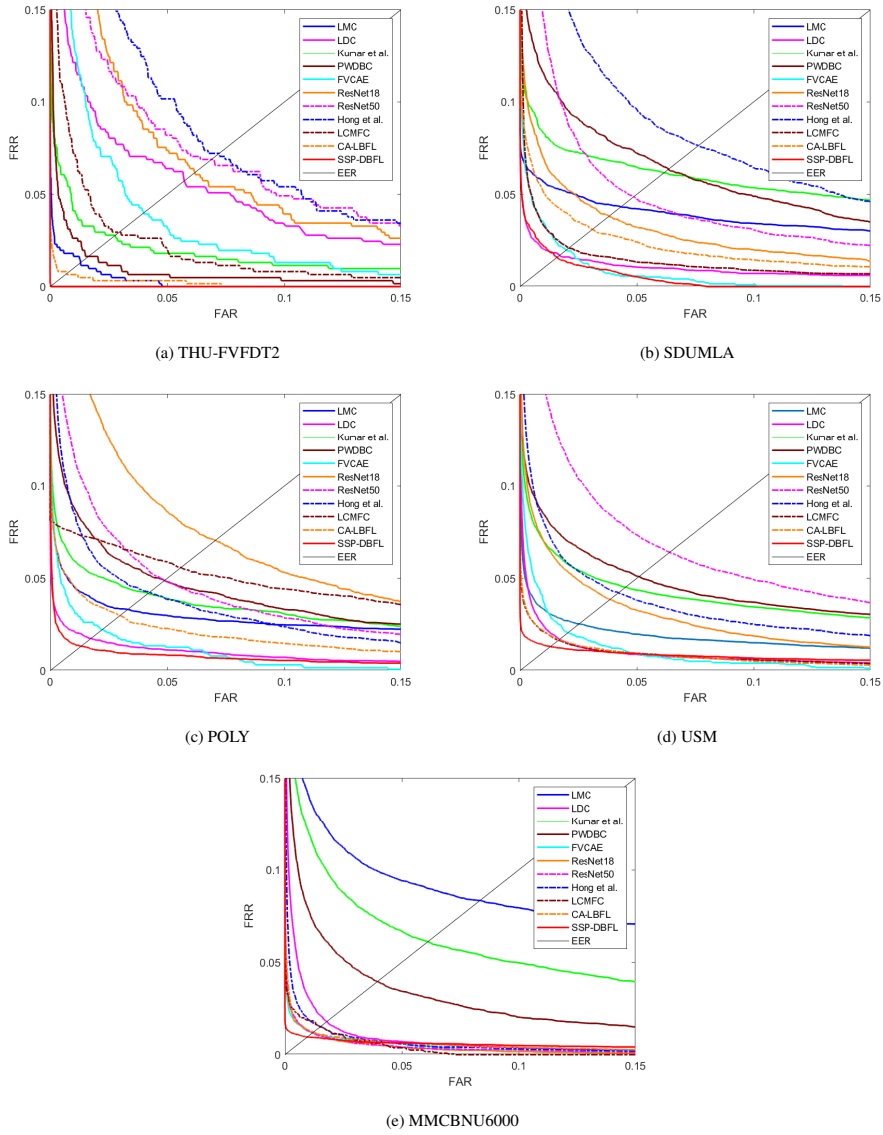 0.15
0.1
0.05
0
FRR
0.05
0.1
0.15
FAR
LMC
LDC
Kumar et al.
PWDBC
FVCAE
ResNet18
ResNet50
Hong et al.
LCMFC
CA-LBFL
SSP-DBFL
EER
(a) THU-FVFDT2
0.15
0.1
0.05
0
FRR
0
0.05
0.1
0.15
FAR
LMC
LDC
Kumar et al.
PWDBC
FVCAE
ResNet18
ResNet50
Hong et al.
LCMFC
CA-LBFL
SSP-DBFL
EER
(b) SDUMLA
0.15
0.1
0.05
0
FRR
0
0.05
0.1
0.15
FAR
LMC
LDC
Kumar et al.
PWDBC
FVCAE
ResNet18
ResNet50
Hong et al.
LCMFC
CA-LBFL
SSP-DBFL
EER
(c) POLY
0.15
0.1
0.05
0
FRR
0
0.05
0.1
0.15
FAR
LMC
LDC
Kumar et al.
PWDBC
FVCAE
ResNet18
ResNet50
Hong et al.
LCMFC
CA-LBFL
SSP-DBFL
EER
(d) USM
0.15
0.1
0.05
0
FRR
0
0.05
0.1
0.15
FAR
LMC
LDC
Kumar et al.
PWDBC
FVCAE
ResNet18
ResNet50
Hong et al.
LCMFC
CA-LBFL
SSP-DBFL
EER
(e) MMCBNU6000